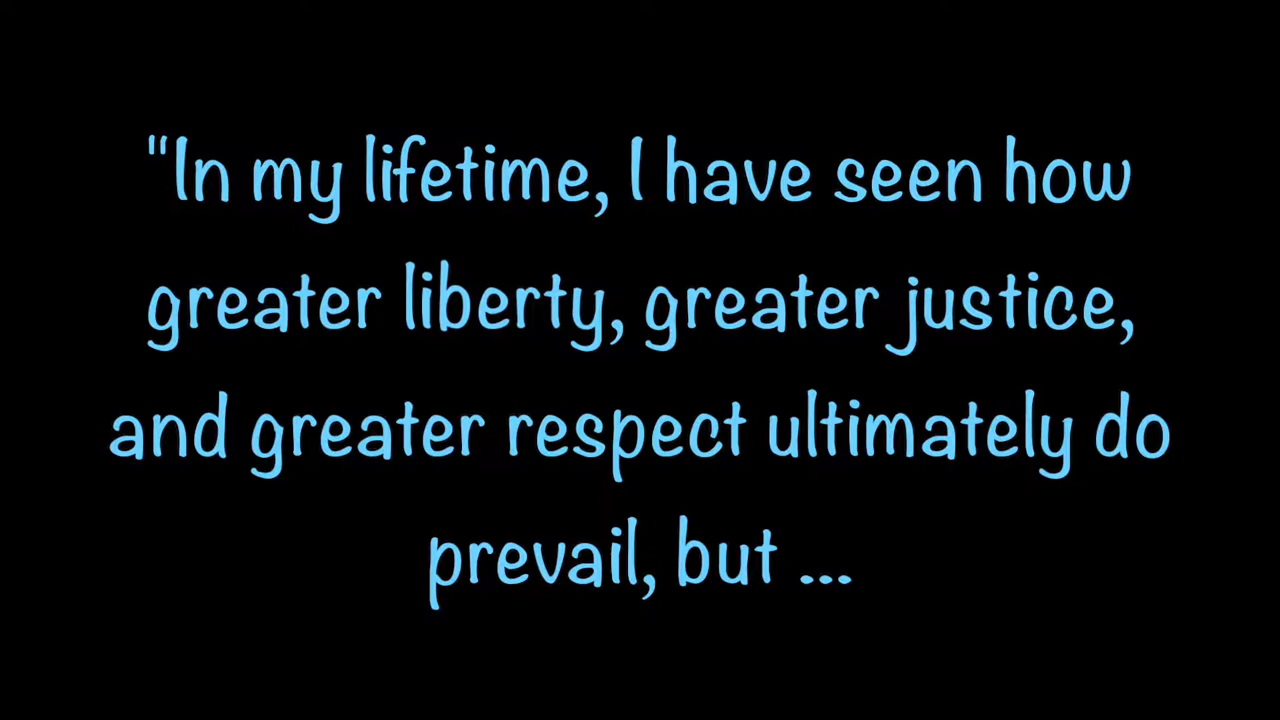 "In my lifetime, I have seen how
greater liberty, greater justice,
and greater respect ultimately do
prevail, but ...